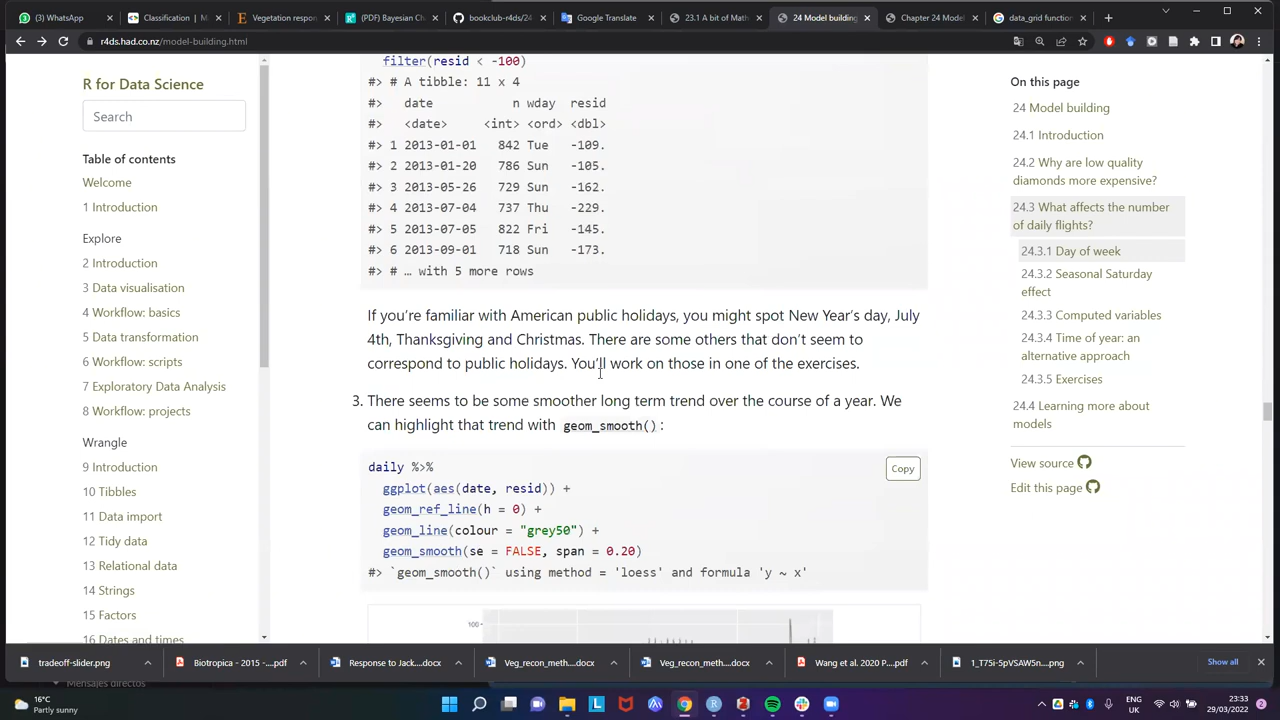 WhatsApp
Classification | M
Vegetation respon
(PDF) Bayesian Ch
bookclub-r4ds/24
Google Translate
23.1 A bit of Math
24 Model building
Chapter 24 Model
data_grid function
r4ds.had.co.nz/model-building.html
R for Data Science
Search
Table of contents
Welcome
1 Introduction
Explore
2 Introduction
3 Data visualisation
4 Workflow: basics
5 Data transformation
6 Workflow: scripts
7 Exploratory Data Analysis
8 Workflow: projects
Wrangle
9 Introduction
10 Tibbles
11 Data import
12 Tidy data
13 Relational data
14 Strings
15 Factors
16 Dates and times
filter(resid < -100)
#> # A tibble: 11 x 4
#>   date           n wday  resid
#>   <date>     <int> <ord> <dbl>
#> 1 2013-01-01   842 Tue   -109.
#> 2 2013-01-20   786 Sun   -105.
#> 3 2013-05-26   729 Sun   -162.
#> 4 2013-07-04   737 Thu   -229.
#> 5 2013-07-05   822 Fri   -145.
#> 6 2013-09-01   718 Sun   -173.
#> # … with 5 more rows
If you're familiar with American public holidays, you might spot New Year's day, July
4th, Thanksgiving and Christmas. There are some others that don't seem to
correspond to public holidays. You'll work on those in one of the exercises.
3. There seems to be some smoother long term trend over the course of a year. We
can highlight that trend with geom_smooth() :
Copy
daily %>%
ggplot(aes(date, resid)) +
geom_ref_line(h = 0) +
geom_line(colour = "grey50") +
geom_smooth(se = FALSE, span = 0.20)
#> `geom_smooth()` using method = 'loess' and formula 'y ~ x'
100
On this page
24 Model building
24.1 Introduction
24.2 Why are low quality
diamonds more expensive?
24.3 What affects the number
of daily flights?
24.3.1 Day of week
24.3.2 Seasonal Saturday
effect
24.3.3 Computed variables
24.3.4 Time of year: an
alternative approach
24.3.5 Exercises
24.4 Learning more about
models
View source
Edit this page
tradeoff-slider.png
Biotropica - 2015 -....pdf
Response to Jack....docx
Veg_recon_meth....docx
Veg_recon_meth....docx
Wang et al. 2020 P....pdf
1_T75i-5pVSAW5n....png
Show all
Mensajes directos
16°C
Partly sunny
ENG
UK
23:33
29/03/2022